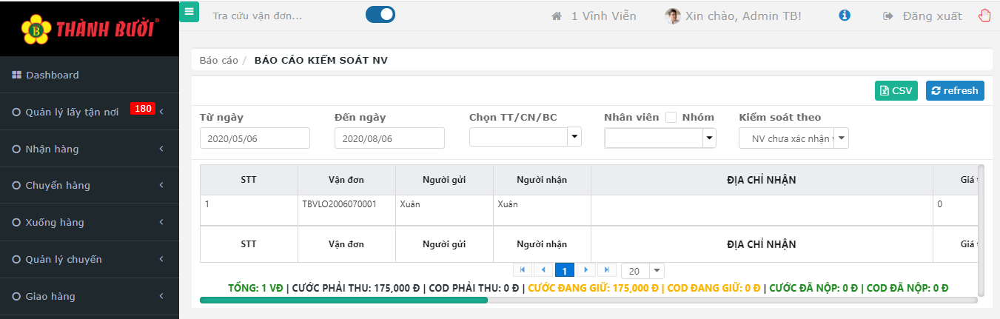 THÀNH BƯỞI®
B
Tra cứu vận đơn...
1 Vĩnh Viễn
Xin chào, Admin TB!
Đăng xuất
Dashboard
Quản lý lấy tận nơi 180
Nhận hàng
Chuyển hàng
Xuống hàng
Quản lý chuyến
Giao hàng
Báo cáo / BÁO CÁO KIỂM SOÁT NV
CSV refresh
Từ ngày Đến ngày Chọn TT/CN/BC Nhân viên Nhóm Kiểm soát theo
2020/05/06 2020/08/06 NV chưa xác nhận
STT Vận đơn Người gửi Người nhận ĐỊA CHỈ NHẬN Giá
1 TBVLO2006070001 Xuân Xuân 0
STT Vận đơn Người gửi Người nhận ĐỊA CHỈ NHẬN Giá
1 20
TỔNG: 1 VĐ | CƯỚC PHẢI THU: 175,000 Đ | COD PHẢI THU: 0 Đ | CƯỚC ĐANG GIỮ: 175,000 Đ | COD ĐANG GIỮ: 0 Đ | CƯỚC ĐÃ NỘP: 0 Đ | COD ĐÃ NỘP: 0 Đ